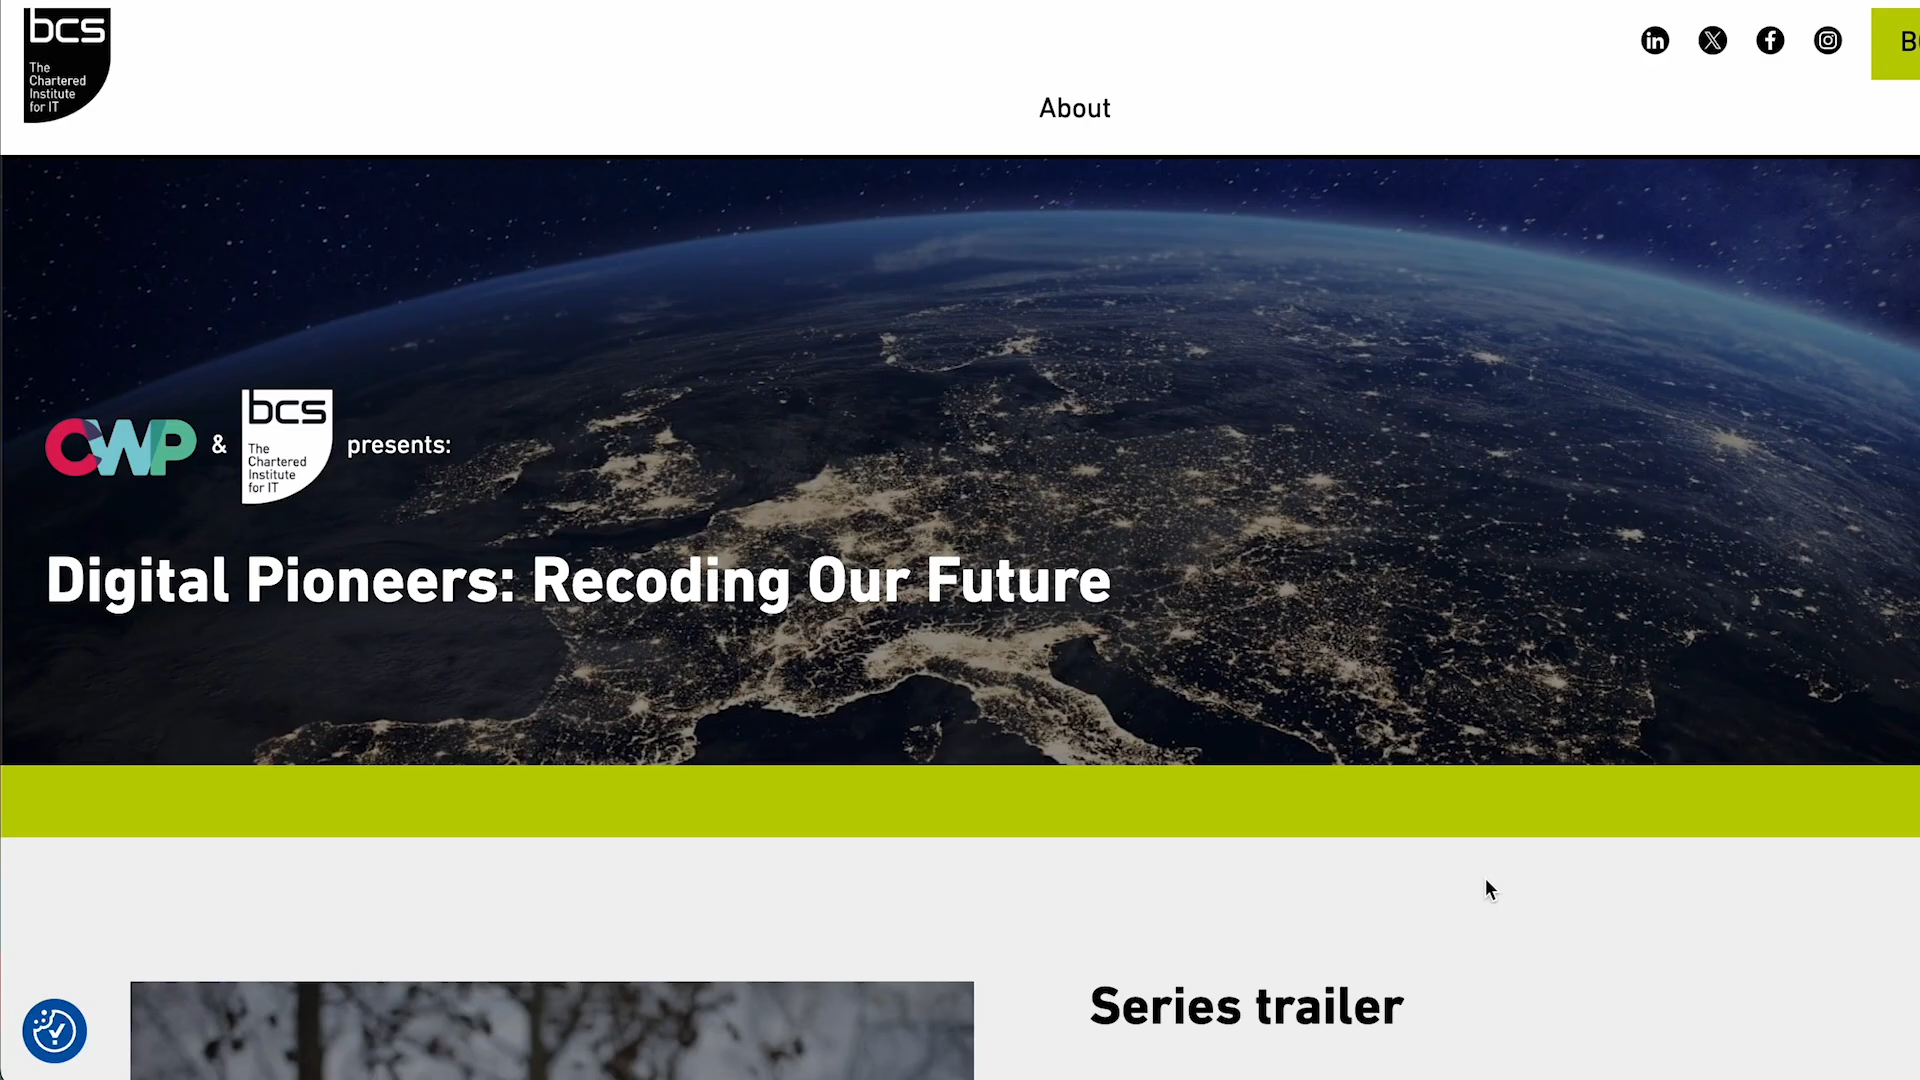 bcs
The
Chartered
Institute
for IT
About
CWP & bcs The Chartered Institute for IT presents:
Digital Pioneers: Recoding Our Future
Series trailer